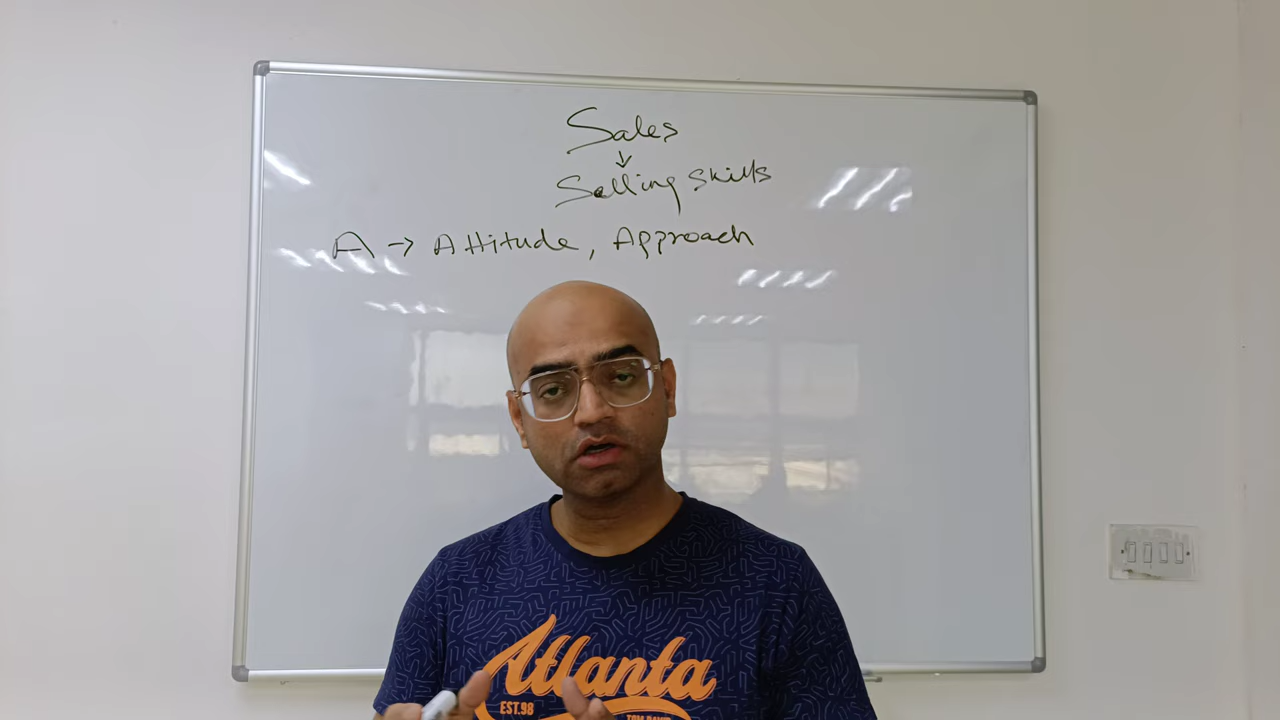 Sales
↓
Selling skills
A → Attitude, Approach
Atlanta
EST.98